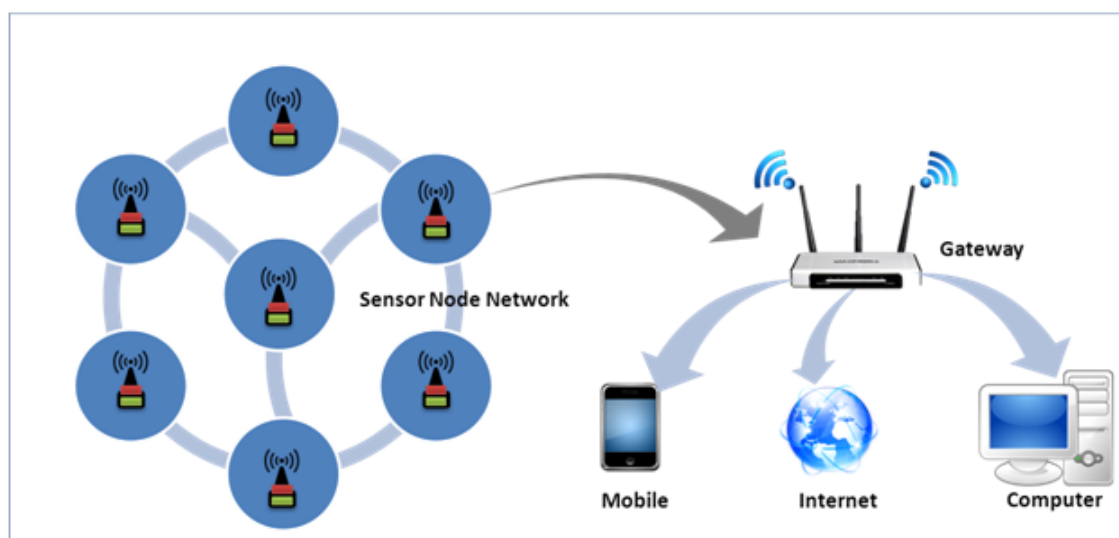 Sensor Node Network
Gateway
Mobile
Internet
Computer